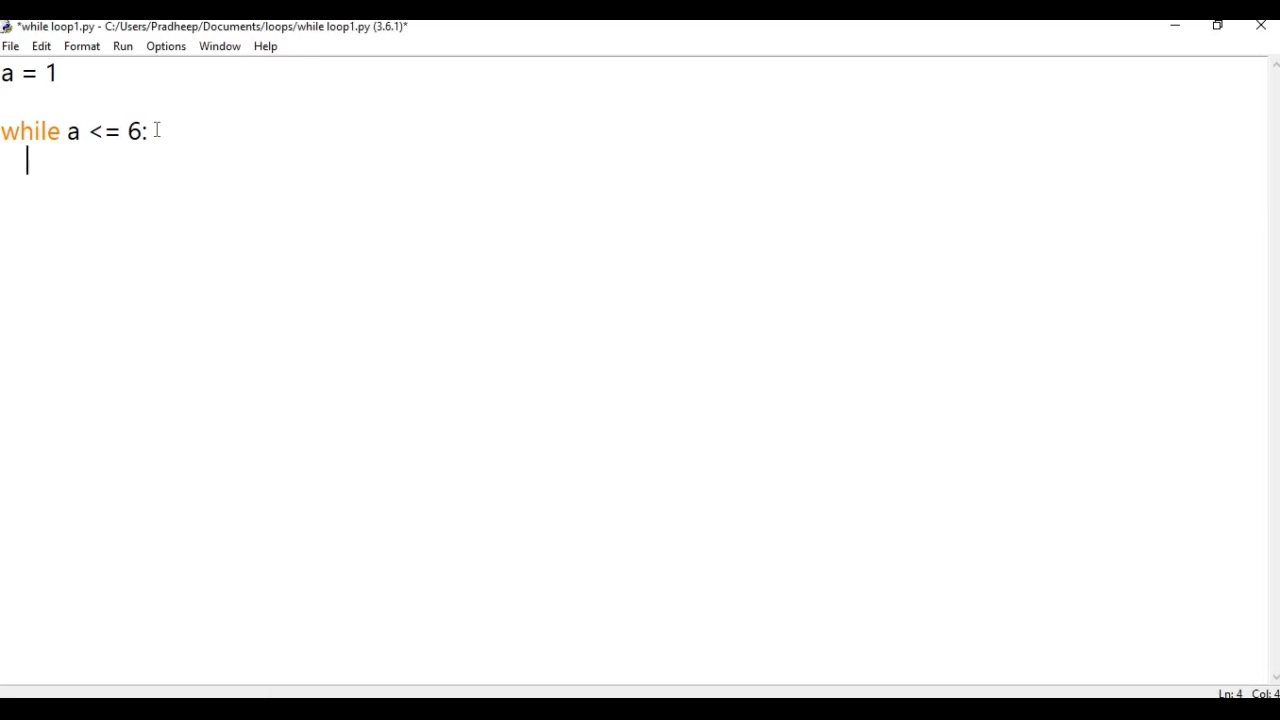 *while loop1.py - C:/Users/Pradheep/Documents/loops/while loop1.py (3.6.1)*
File Edit Format Run Options Window Help
a = 1
while a <= 6:
Ln: 4 Col: 4